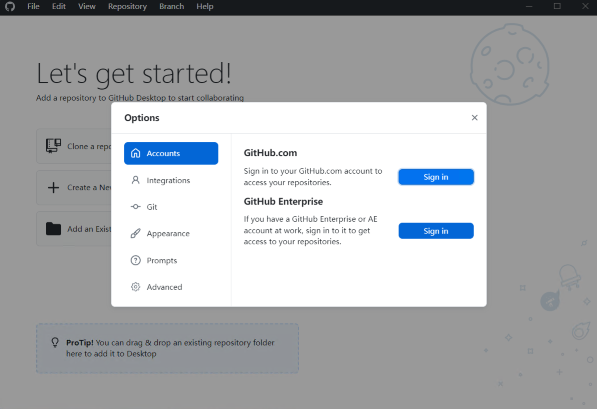 File Edit View Repository Branch Help
Let's get started!
Add a repository to GitHub Desktop to start collaborating
Clone a repo
Create a New
Add an Exist
Options
Accounts
Integrations
Git
Appearance
Prompts
Advanced
GitHub.com
Sign in to your GitHub.com account to
access your repositories.
Sign in
GitHub Enterprise
If you have a GitHub Enterprise or AE
account at work, sign in to it to get
access to your repositories.
Sign in
ProTip! You can drag & drop an existing repository folder
here to add it to Desktop